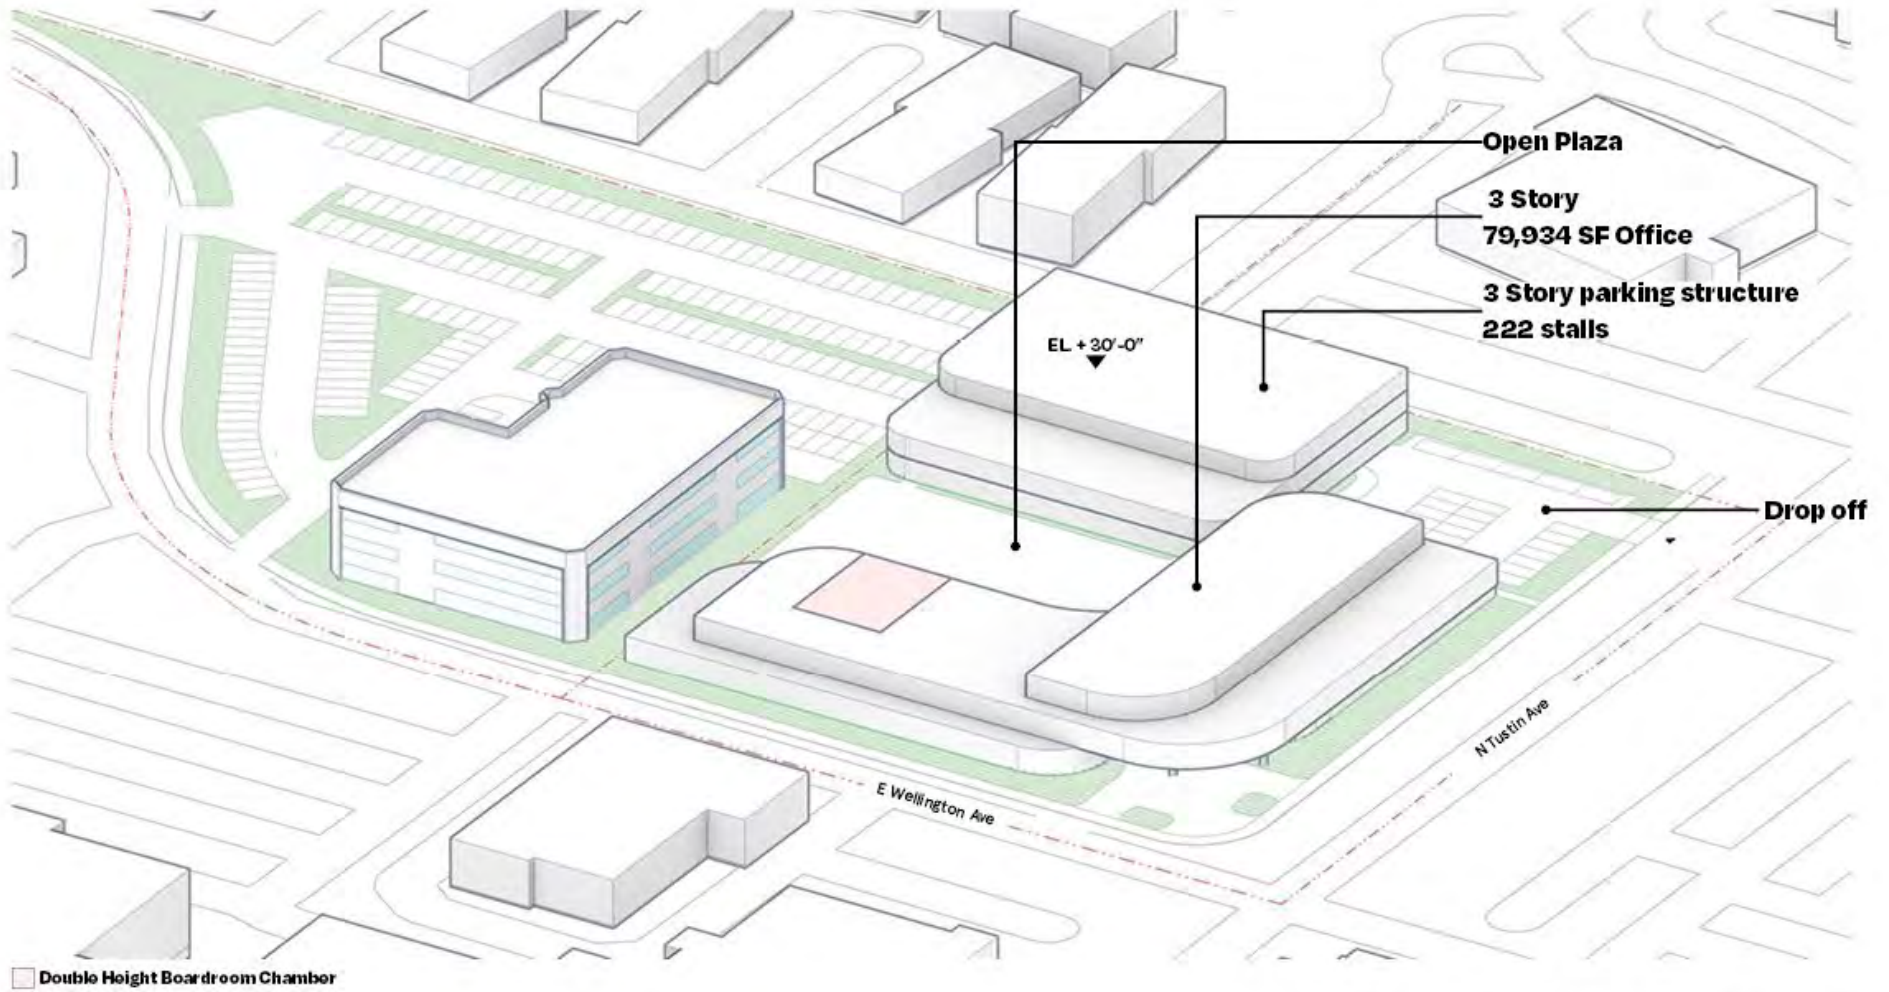 Open Plaza
3 Story
79,934 SF Office
3 Story parking structure
222 stalls
EL. + 30'-0"
Drop off
N Tustin Ave
E Wellington Ave
Double Height Boardroom Chamber